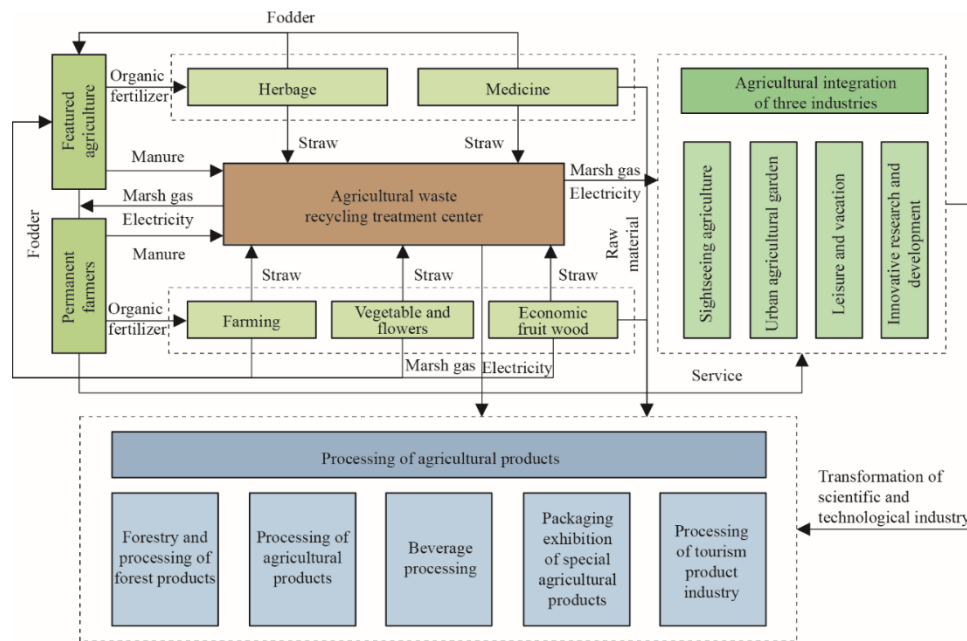 Fodder
Featured
agriculture
Organic
fertilizer
Herbage
Medicine
Agricultural integration
of three industries
Straw
Straw
Manure
Marsh gas
Electricity
Manure
Agricultural waste
recycling treatment center
Marsh gas
Electricity
Fodder
Raw
material
Sightseeing agriculture
Urban agricultural garden
Leisure and vacation
Innovative research and
development
Permanent
farmers
Straw
Straw
Straw
Organic
fertilizer
Farming
Vegetable and
flowers
Economic
fruit wood
Marsh gas
Electricity
Service
Processing of agricultural products
Forestry and
processing of
forest products
Processing of
agricultural
products
Beverage
processing
Packaging
exhibition
of special
agricultural
products
Processing
of tourism
product
industry
Transformation of
scientific and
technological industry